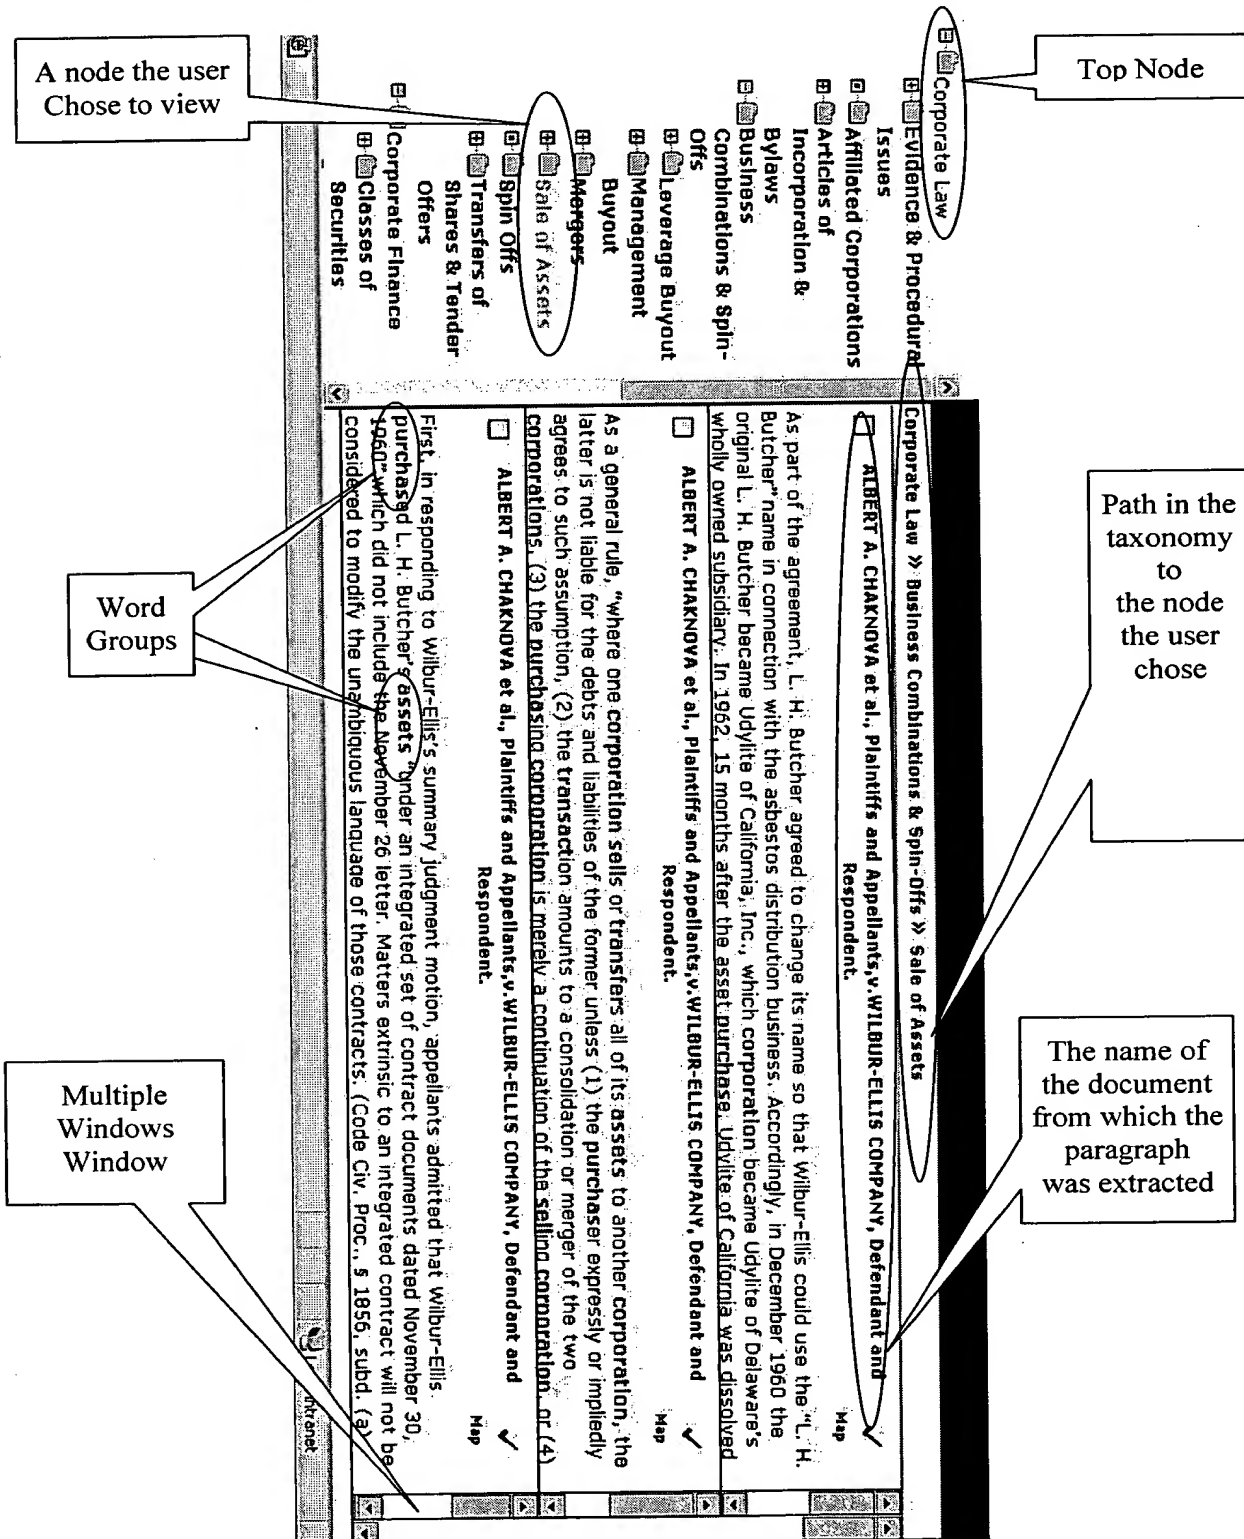 A node the user
Chose to view
Top Node
Path in the
taxonomy
to
the node
the user
chose
The name of
the document
from which the
paragraph
was extracted
Word
Groups
Multiple
Windows
Window
Corporate Law
Evidence & Procedural
Issues
Affiliated Corporations
Articles of
Incorporation &
Bylaws
Business
Combinations & Spin-
Offs
Leverage Buyout
Management
Buyout
Mergers
Sale of Assets
Spin Offs
Transfers of
Shares & Tender
Offers
Corporate Finance
Classes of
Securities
Corporate Law » Business Combinations & Spin-Offs » Sale of Assets
ALBERT A. CHAKNOVA et al., Plaintiffs and Appellants,v.WILBUR-ELLIS COMPANY, Defendant and
Respondent.
Map
As part of the agreement, L. H. Butcher agreed to change its name so that Wilbur-Ellis could use the "L. H.
Butcher" name in connection with the asbestos distribution business. Accordingly, in December 1960 the
original L. H. Butcher became Udylite of California, Inc., which corporation became Udylite of Delaware's
wholly owned subsidiary. In 1962, 15 months after the asset purchase, Udylite of California was dissolved
ALBERT A. CHAKNOVA et al., Plaintiffs and Appellants,v.WILBUR-ELLIS COMPANY, Defendant and
Respondent.
Map
As a general rule, "where one corporation sells or transfers all of its assets to another corporation, the
latter is not liable for the debts and liabilities of the former unless (1) the purchaser expressly or impliedly
agrees to such assumption, (2) the transaction amounts to a consolidation or merger of the two
corporations, (3) the purchasing corporation is merely a continuation of the selling corporation, or (4)
ALBERT A. CHAKNOVA et al., Plaintiffs and Appellants,v.WILBUR-ELLIS COMPANY, Defendant and
Respondent.
Map
First, in responding to Wilbur-Ellis's summary judgment motion, appellants admitted that Wilbur-Ellis
purchased L. H. Butcher's assets "under an integrated set of contract documents dated November 30,
1960" which did not include the November 26 letter. Matters extrinsic to an integrated contract will not be
considered to modify the unambiguous language of those contracts. (Code Civ. Proc., § 1856, subd. (a)
intranet